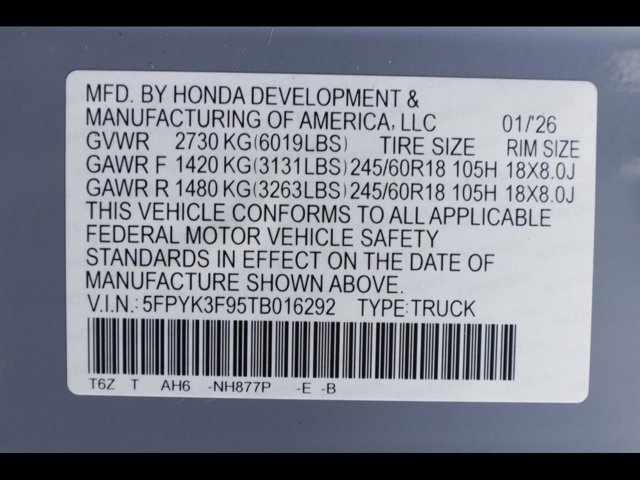 MFD. BY HONDA DEVELOPMENT &
MANUFACTURING OF AMERICA, LLC 01/'26
GVWR 2730 KG(6019LBS) TIRE SIZE RIM SIZE
GAWR F 1420 KG(3131LBS) 245/60R18 105H 18X8.0J
GAWR R 1480 KG(3263LBS) 245/60R18 105H 18X8.0J
THIS VEHICLE CONFORMS TO ALL APPLICABLE
FEDERAL MOTOR VEHICLE SAFETY
STANDARDS IN EFFECT ON THE DATE OF
MANUFACTURE SHOWN ABOVE.
V.I.N.: 5FPYK3F95TB016292 TYPE: TRUCK
T6Z T AH6 -NH877P -E -B